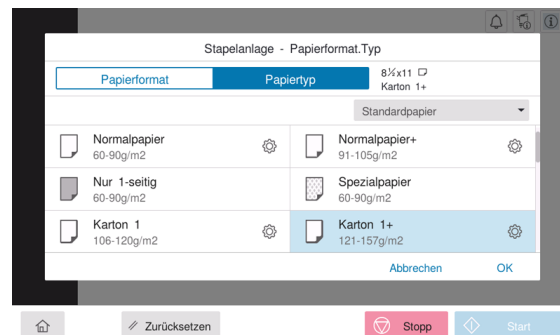 Stapelanlage - Papierformat.Typ
Papierformat
Papiertyp
8½x11
Karton 1+
Standardpapier
Normalpapier
60-90g/m2
Normalpapier+
91-105g/m2
Nur 1-seitig
60-90g/m2
Spezialpapier
60-90g/m2
Karton 1
106-120g/m2
Karton 1+
121-157g/m2
Abbrechen
OK
Zurücksetzen
Stopp
Start